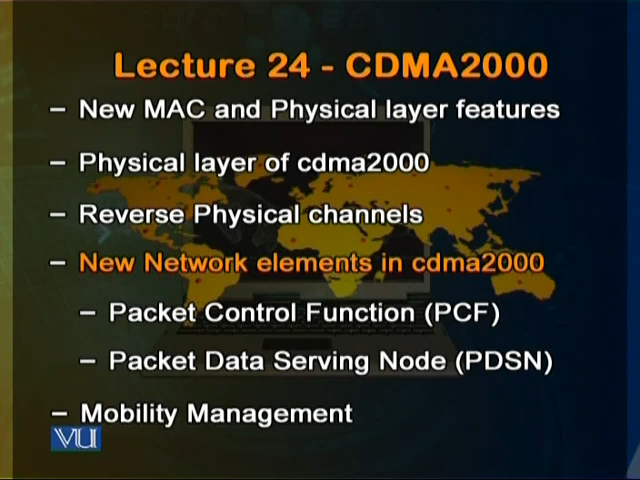 Lecture 24 - CDMA2000
– New MAC and Physical layer features
– Physical layer of cdma2000
– Reverse Physical channels
– New Network elements in cdma2000
– Packet Control Function (PCF)
– Packet Data Serving Node (PDSN)
– Mobility Management
VU